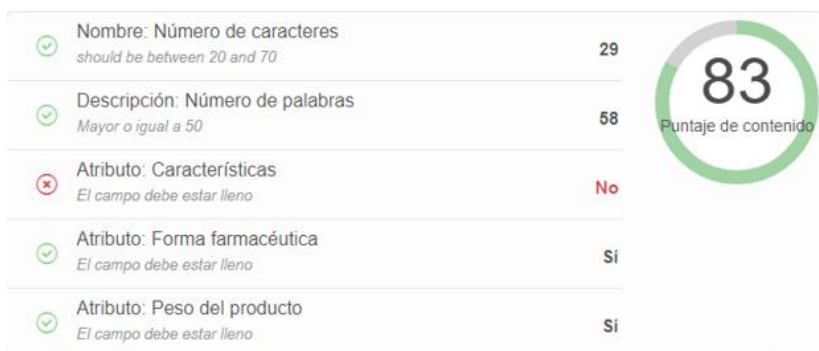 Nombre: Número de caracteres
should be between 20 and 70
29
Descripción: Número de palabras
Mayor o igual a 50
58
Atributo: Características
El campo debe estar lleno
No
Atributo: Forma farmacéutica
El campo debe estar lleno
Sí
Atributo: Peso del producto
El campo debe estar lleno
Sí
83
Puntaje de contenido